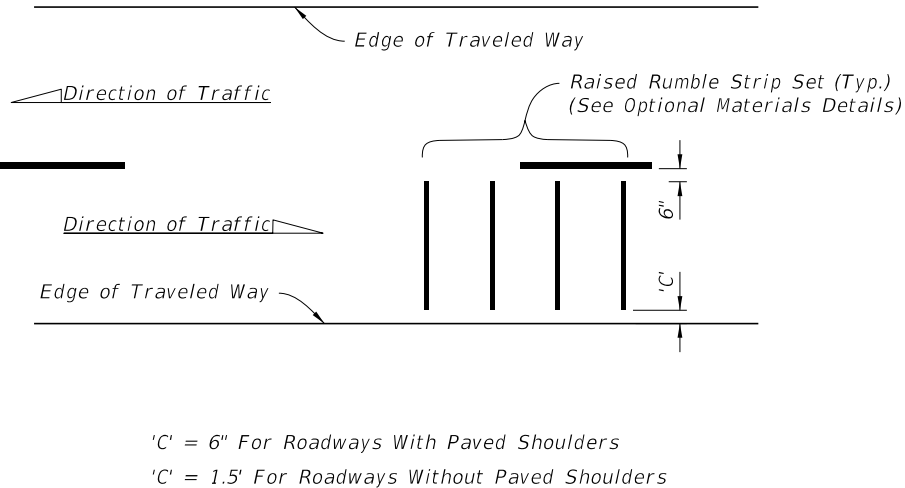 Edge of Traveled Way
Direction of Traffic
Raised Rumble Strip Set (Typ.)
(See Optional Materials Details)
Direction of Traffic
6"
'C'
Edge of Traveled Way
'C' = 6" For Roadways With Paved Shoulders
'C' = 1.5' For Roadways Without Paved Shoulders